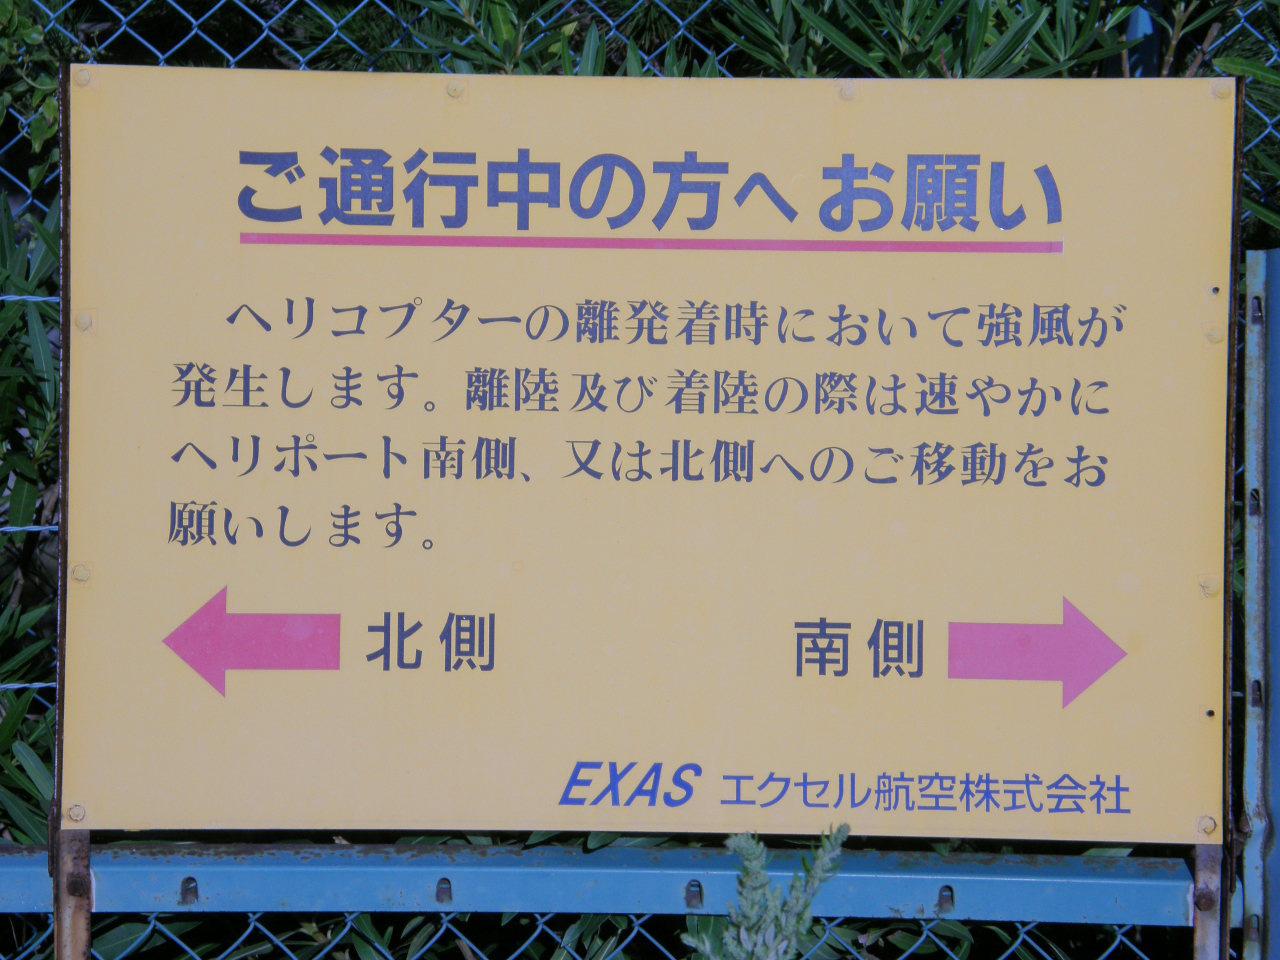 ご通行中の方へお願い
ヘリコプターの離発着時において強風が
発生します。離陸及び着陸の際は速やかに
ヘリポート南側、又は北側へのご移動をお
願いします。
北側 南側
EXAS エクセル航空株式会社